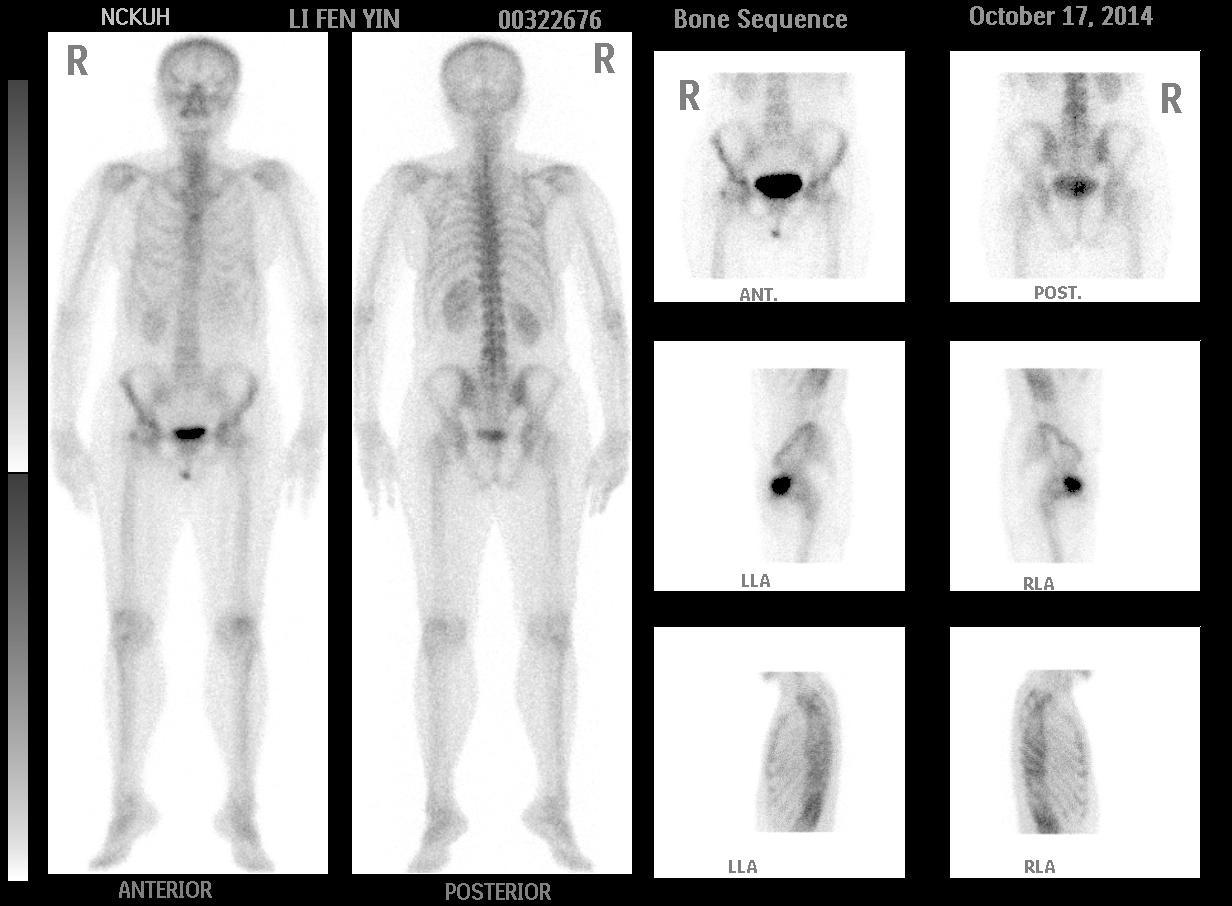 NCKUH LI FEN YIN 00322676 Bone Sequence October 17, 2014
R R
R R
ANT. POST.
LLA RLA
LLA RLA
ANTERIOR POSTERIOR